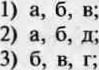 1) а, б, в;
2) а, б, д;
3) б, в, г;